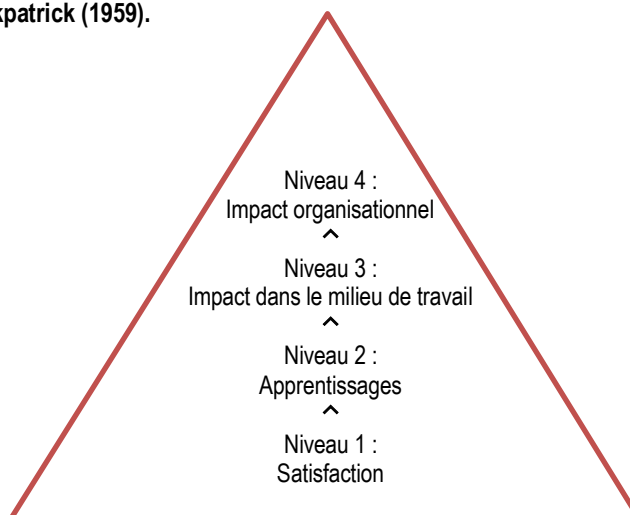 kpatrick (1959).
Niveau 4 :
Impact organisationnel
^
Niveau 3 :
Impact dans le milieu de travail
^
Niveau 2 :
Apprentissages
^
Niveau 1 :
Satisfaction